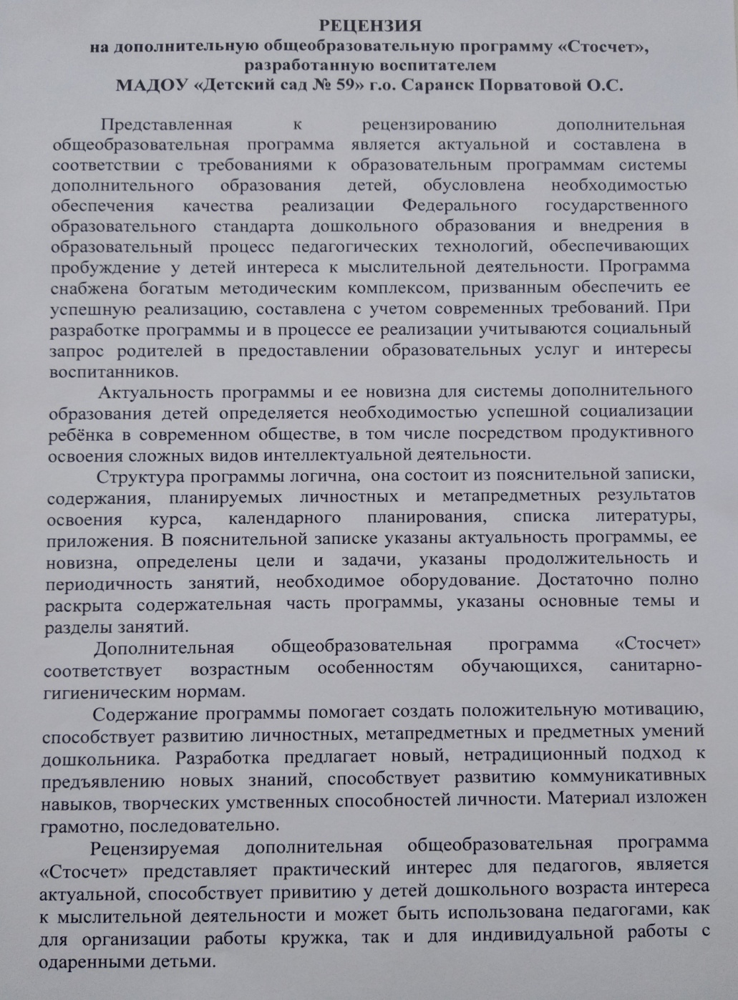 РЕЦЕНЗИЯ
на дополнительную общеобразовательную программу «Стосчет»,
разработанную воспитателем
МАДОУ «Детский сад № 59» г.о. Саранск Порватовой О.С.
Представленная к рецензированию дополнительная
общеобразовательная программа является актуальной и составлена в
соответствии с требованиями к образовательным программам системы
дополнительного образования детей, обусловлена необходимостью
обеспечения качества реализации Федерального государственного
образовательного стандарта дошкольного образования и внедрения в
образовательный процесс педагогических технологий, обеспечивающих
пробуждение у детей интереса к мыслительной деятельности. Программа
снабжена богатым методическим комплексом, призванным обеспечить ее
успешную реализацию, составлена с учетом современных требований. При
разработке программы и в процессе ее реализации учитываются социальный
запрос родителей в предоставлении образовательных услуг и интересы
воспитанников.
Актуальность программы и ее новизна для системы дополнительного
образования детей определяется необходимостью успешной социализации
ребёнка в современном обществе, в том числе посредством продуктивного
освоения сложных видов интеллектуальной деятельности.
Структура программы логична, она состоит из пояснительной записки,
содержания, планируемых личностных и метапредметных результатов
освоения курса, календарного планирования, списка литературы,
приложения. В пояснительной записке указаны актуальность программы, ее
новизна, определены цели и задачи, указаны продолжительность и
периодичность занятий, необходимое оборудование. Достаточно полно
раскрыта содержательная часть программы, указаны основные темы и
разделы занятий.
Дополнительная общеобразовательная программа «Стосчет»
соответствует возрастным особенностям обучающихся, санитарно-
гигиеническим нормам.
Содержание программы помогает создать положительную мотивацию,
способствует развитию личностных, метапредметных и предметных умений
дошкольника. Разработка предлагает новый, нетрадиционный подход к
предъявлению новых знаний, способствует развитию коммуникативных
навыков, творческих умственных способностей личности. Материал изложен
грамотно, последовательно.
Рецензируемая дополнительная общеобразовательная программа
«Стосчет» представляет практический интерес для педагогов, является
актуальной, способствует привитию у детей дошкольного возраста интереса
к мыслительной деятельности и может быть использована педагогами, как
для организации работы кружка, так и для индивидуальной работы с
одаренными детьми.